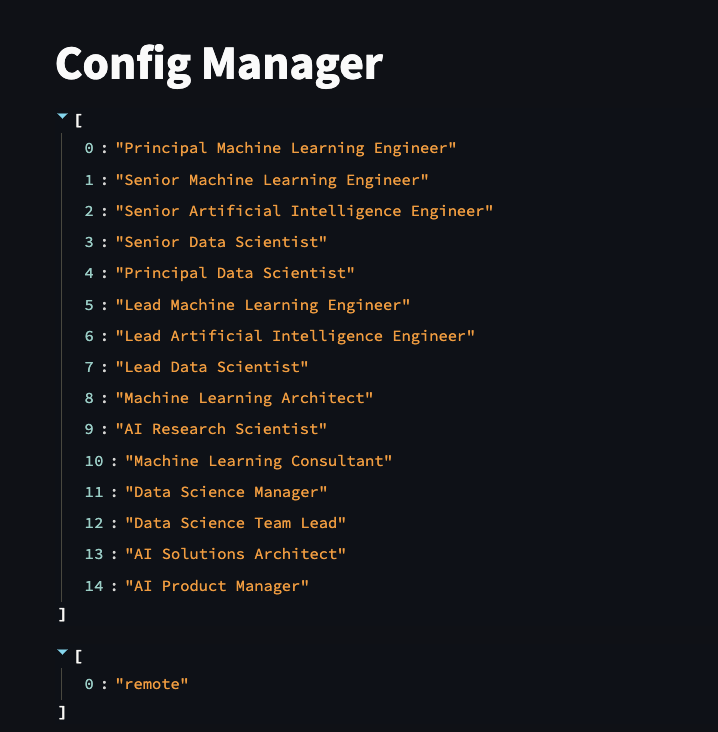 Config Manager
[
0 : "Principal Machine Learning Engineer"
1 : "Senior Machine Learning Engineer"
2 : "Senior Artificial Intelligence Engineer"
3 : "Senior Data Scientist"
4 : "Principal Data Scientist"
5 : "Lead Machine Learning Engineer"
6 : "Lead Artificial Intelligence Engineer"
7 : "Lead Data Scientist"
8 : "Machine Learning Architect"
9 : "AI Research Scientist"
10 : "Machine Learning Consultant"
11 : "Data Science Manager"
12 : "Data Science Team Lead"
13 : "AI Solutions Architect"
14 : "AI Product Manager"
]
[
0 : "remote"
]